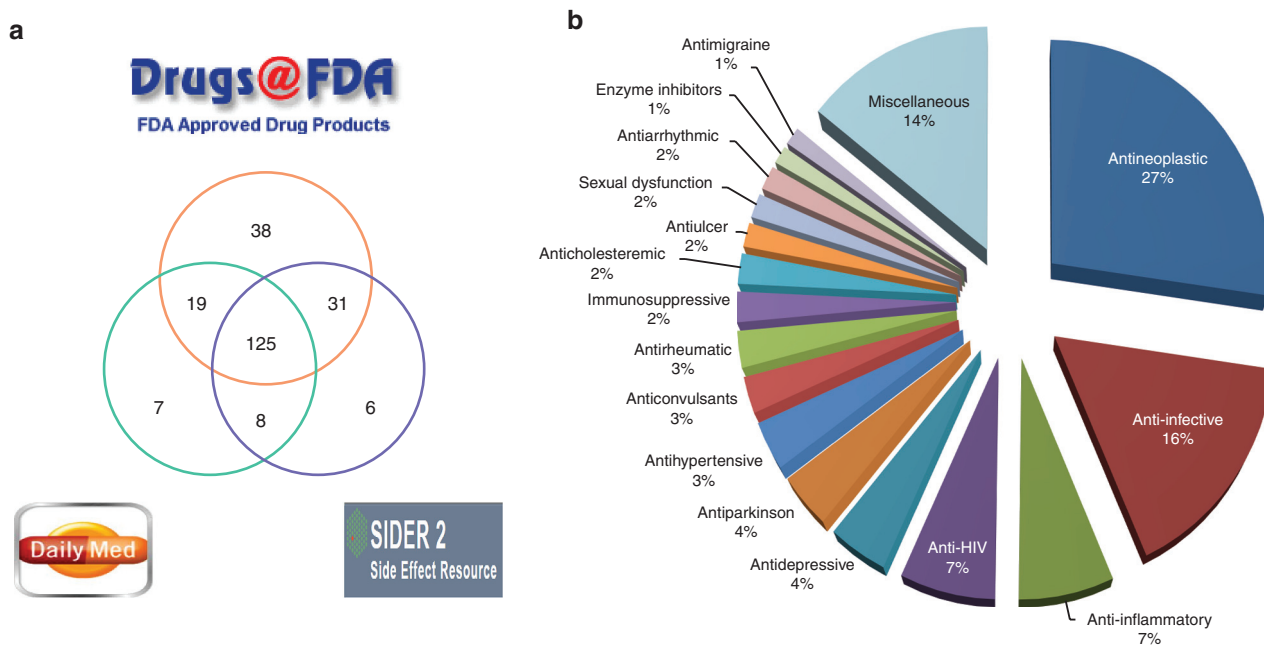 a
Drugs@FDA
FDA Approved Drug Products
38
19
31
125
7
8
6
Daily Med
SIDER 2
Side Effect Resource
b
Antimigraine
1%
Enzyme inhibitors
1%
Antiarrhythmic
2%
Sexual dysfunction
2%
Antiulcer
2%
Anticholesteremic
2%
Immunosuppressive
2%
Antirheumatic
3%
Anticonvulsants
3%
Antihypertensive
3%
Antiparkinson
4%
Antidepressive
4%
Anti-HIV
7%
Anti-inflammatory
7%
Anti-infective
16%
Antineoplastic
27%
Miscellaneous
14%